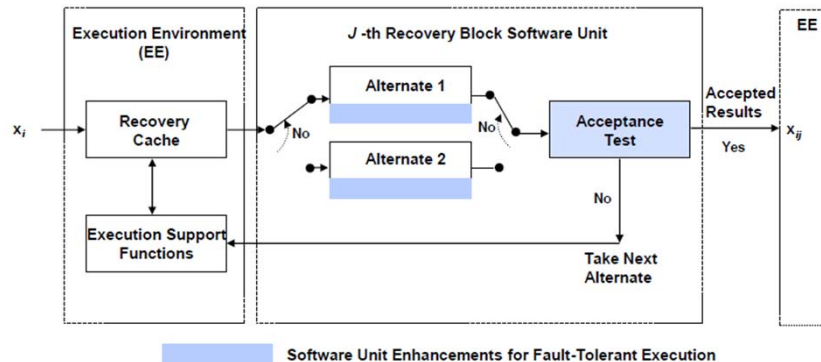 Execution Environment
(EE)
J -th Recovery Block Software Unit
EE
Alternate 1
Accepted
Results
x i
Recovery
Cache
No
No
Acceptance
Test
x ij
Yes
Alternate 2
No
Execution Support
Functions
Take Next
Alternate
Software Unit Enhancements for Fault-Tolerant Execution